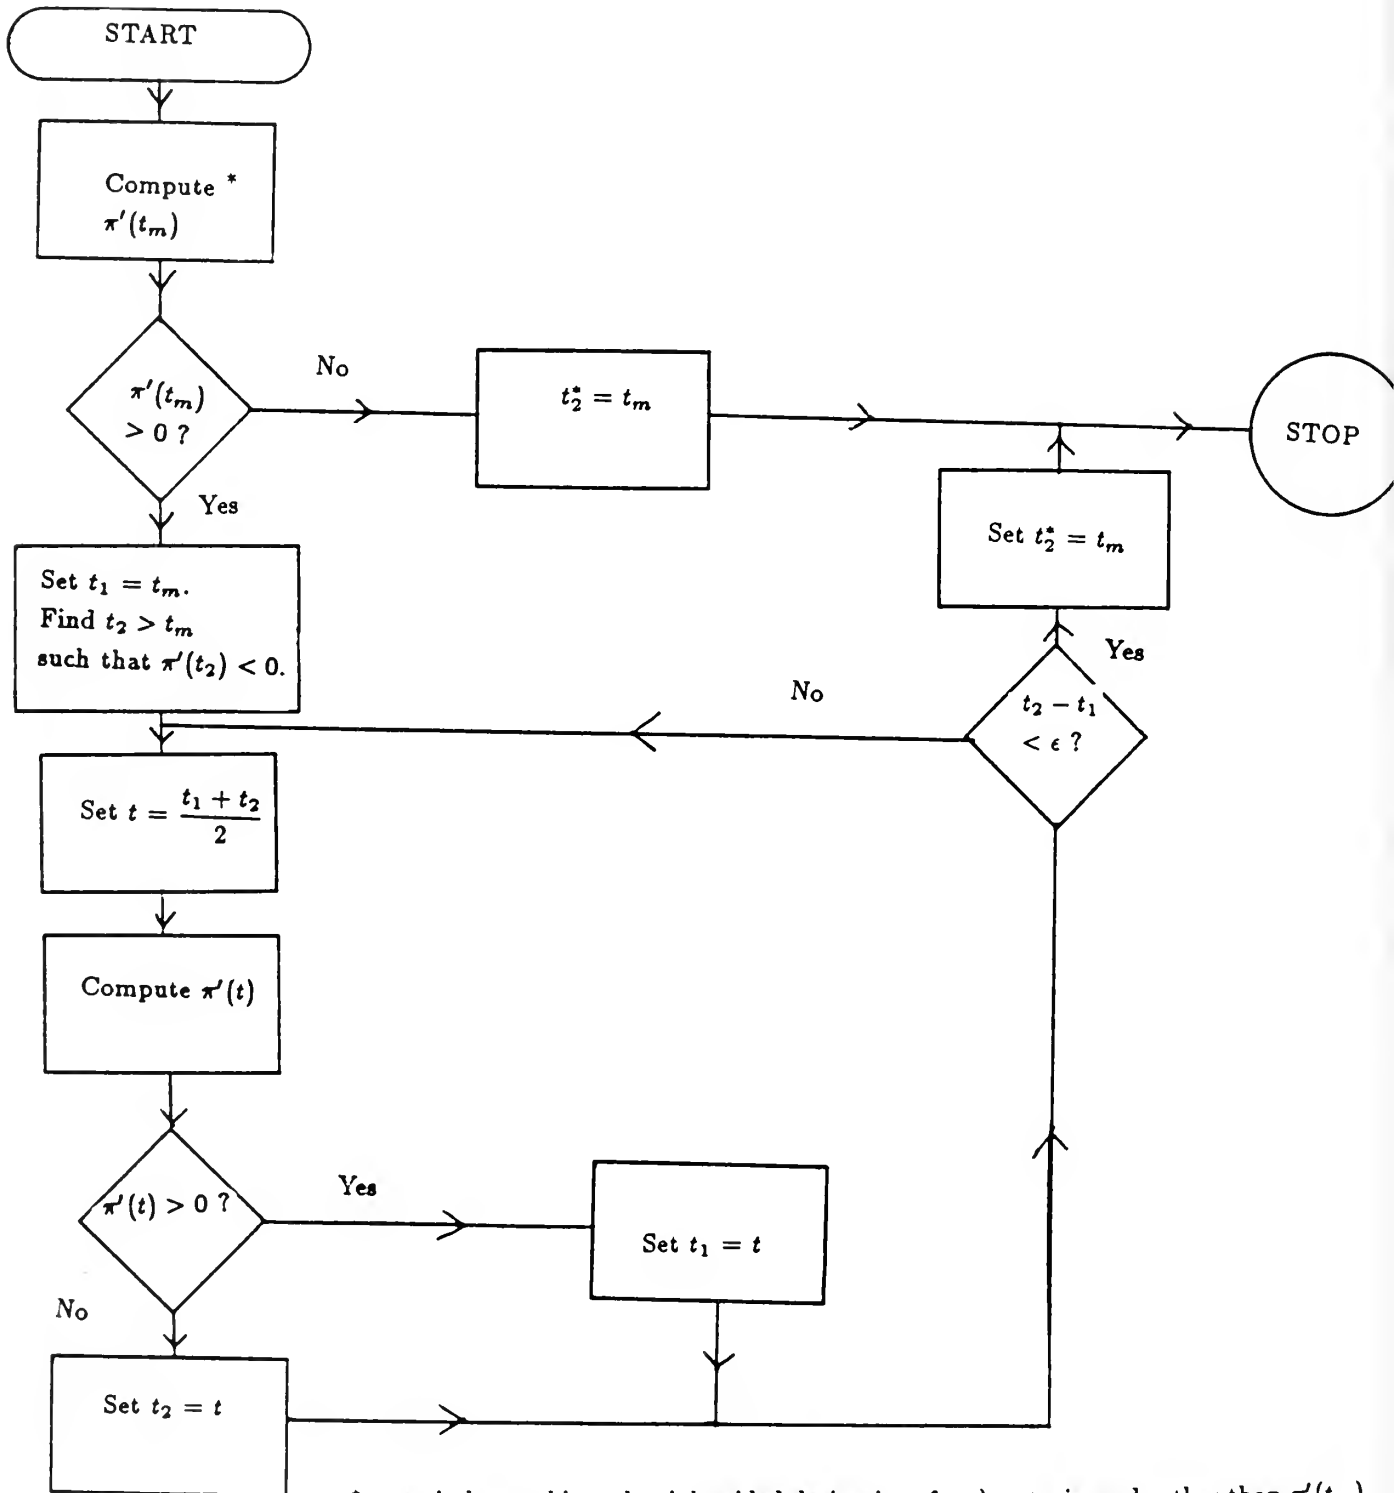 START
Compute *
π′(tₘ)
π′(tₘ)
> 0 ?
No
t₂* = tₘ
STOP
Yes
Set t₁ = tₘ.
Find t₂ > tₘ
such that π′(t₂) < 0.
Set t₂* = tₘ
Yes
t₂ − t₁
< ϵ ?
No
Set t = (t₁ + t₂)/2
Compute π′(t)
π′(t) > 0 ?
Yes
Set t₁ = t
No
Set t₂ = t